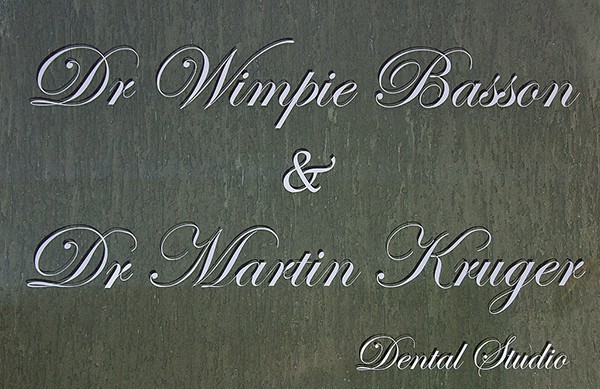 Dr Wimpie Basson
&
Dr Martin Kruger
Dental Studio